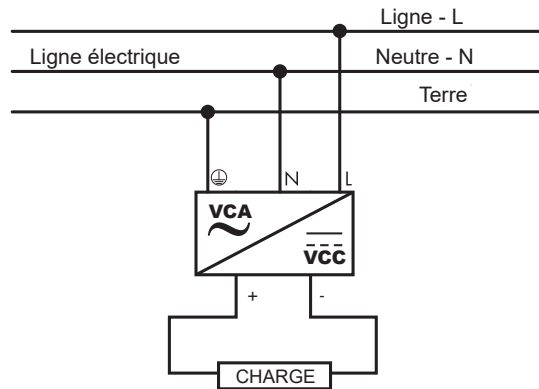 Ligne - L
Ligne électrique
Neutre - N
Terre
N
L
VCA
VCC
+
-
CHARGE